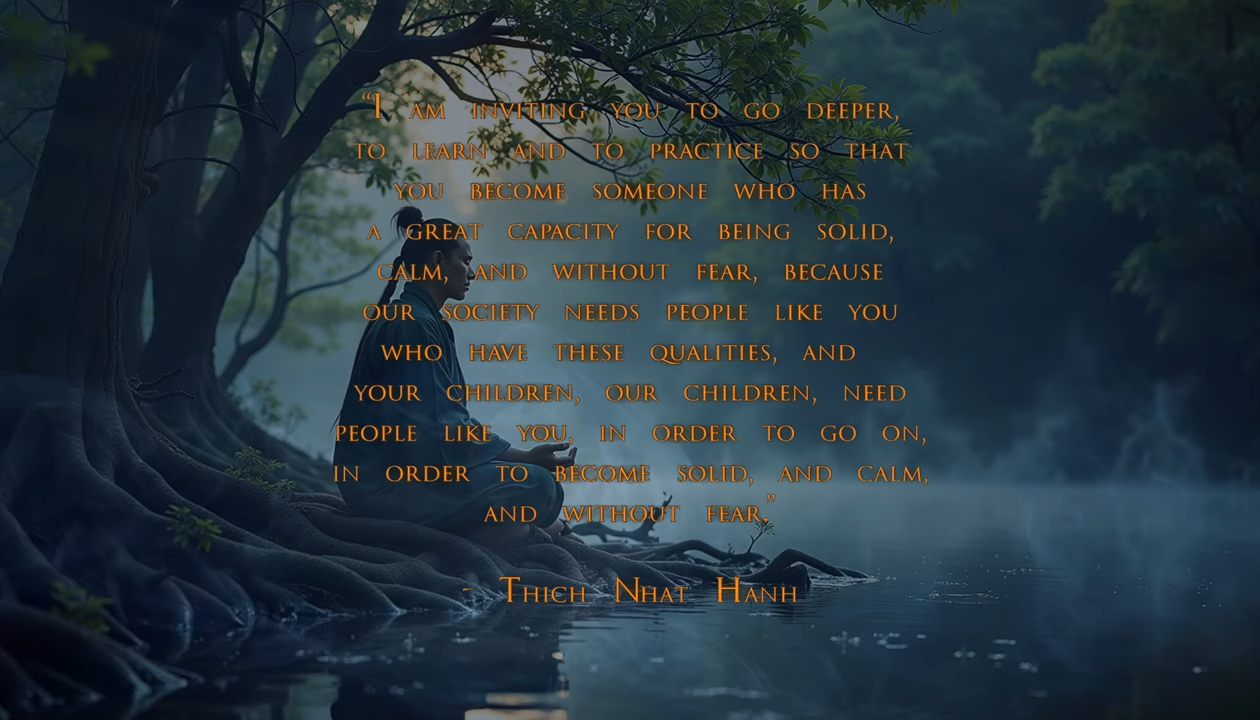 “I AM INVITING YOU TO GO DEEPER,
TO LEARN AND TO PRACTICE SO THAT
YOU BECOME SOMEONE WHO HAS
A GREAT CAPACITY FOR BEING SOLID,
CALM, AND WITHOUT FEAR, BECAUSE
OUR SOCIETY NEEDS PEOPLE LIKE YOU
WHO HAVE THESE QUALITIES, AND
YOUR CHILDREN, OUR CHILDREN, NEED
PEOPLE LIKE YOU, IN ORDER TO GO ON,
IN ORDER TO BECOME SOLID, AND CALM,
AND WITHOUT FEAR.”
- THICH NHAT HANH